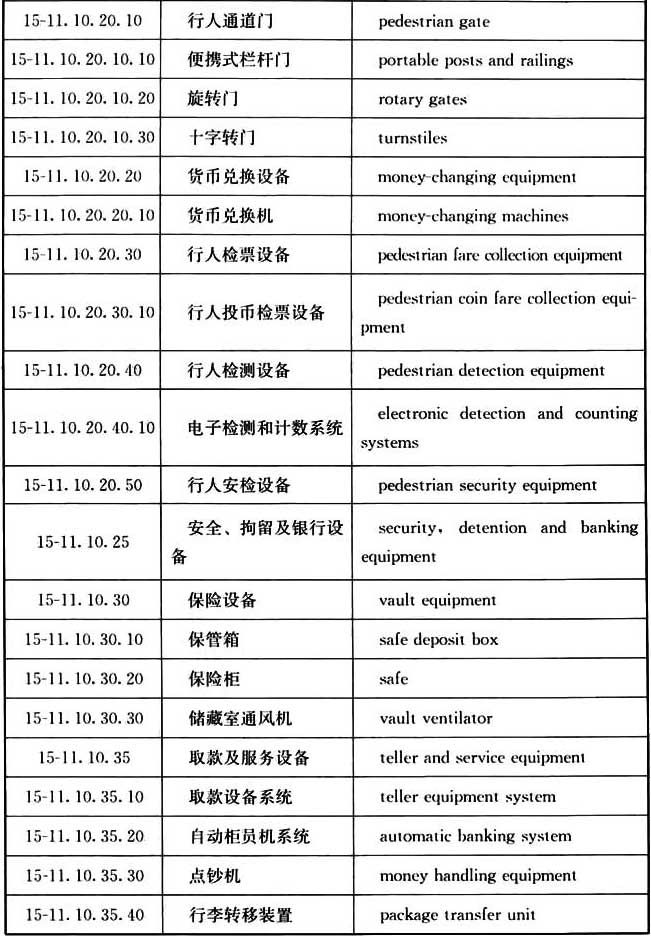 15-11.10.20.10 行人通道门 pedestrian gate
15-11.10.20.10.10 便携式栏杆门 portable posts and railings
15-11.10.20.10.20 旋转门 rotary gates
15-11.10.20.10.30 十字转门 turnstiles
15-11.10.20.20 货币兑换设备 money-changing equipment
15-11.10.20.20.10 货币兑换机 money-changing machines
15-11.10.20.30 行人检票设备 pedestrian fare collection equipment
15-11.10.20.30.10 行人投币检票设备 pedestrian coin fare collection equi-
pment
15-11.10.20.40 行人检测设备 pedestrian detection equipment
15-11.10.20.40.10 电子检测和计数系统 electronic detection and counting
systems
15-11.10.20.50 行人安检设备 pedestrian security equipment
15-11.10.25 安全、拘留及银行设 security, detention and banking
备 equipment
15-11.10.30 保险设备 vault equipment
15-11.10.30.10 保管箱 safe deposit box
15-11.10.30.20 保险柜 safe
15-11.10.30.30 储藏室通风机 vault ventilator
15-11.10.35 取款及服务设备 teller and service equipment
15-11.10.35.10 取款设备系统 teller equipment system
15-11.10.35.20 自动柜员机系统 automatic banking system
15-11.10.35.30 点钞机 money handling equipment
15-11.10.35.40 行李转移装置 package transfer unit